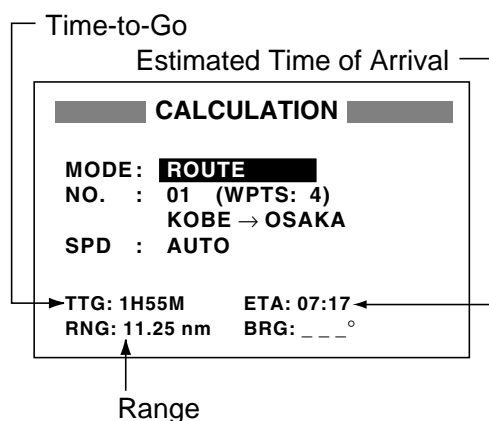 Time-to-Go
Estimated Time of Arrival
CALCULATION
MODE: ROUTE
NO. : 01 (WPTS: 4)
KOBE → OSAKA
SPD : AUTO
TTG: 1H55M ETA: 07:17
RNG: 11.25 nm BRG: _ _ _°
Range